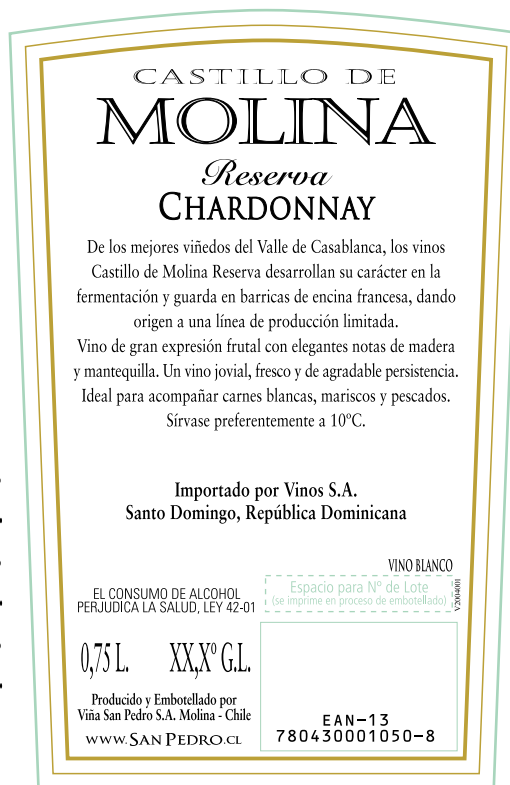 CASTILLO DE
MOLINA
Reserva
CHARDONNAY
De los mejores viñedos del Valle de Casablanca, los vinos
Castillo de Molina Reserva desarrollan su carácter en la
fermentación y guarda en barricas de encina francesa, dando
origen a una línea de producción limitada.
Vino de gran expresión frutal con elegantes notas de madera
y mantequilla. Un vino jovial, fresco y de agradable persistencia.
Ideal para acompañar carnes blancas, mariscos y pescados.
Sírvase preferentemente a 10ºC.
Importado por Vinos S.A.
Santo Domingo, República Dominicana
VINO BLANCO
EL CONSUMO DE ALCOHOL
PERJUDICA LA SALUD, LEY 42-01
Espacio para Nº de Lote
(se imprime en proceso de embotellado)
V2004001
0,75 L. XX,Xº G.L.
Producido y Embotellado por
Viña San Pedro S.A. Molina - Chile
WWW.SAN PEDRO.CL
EAN-13
780430001050-8